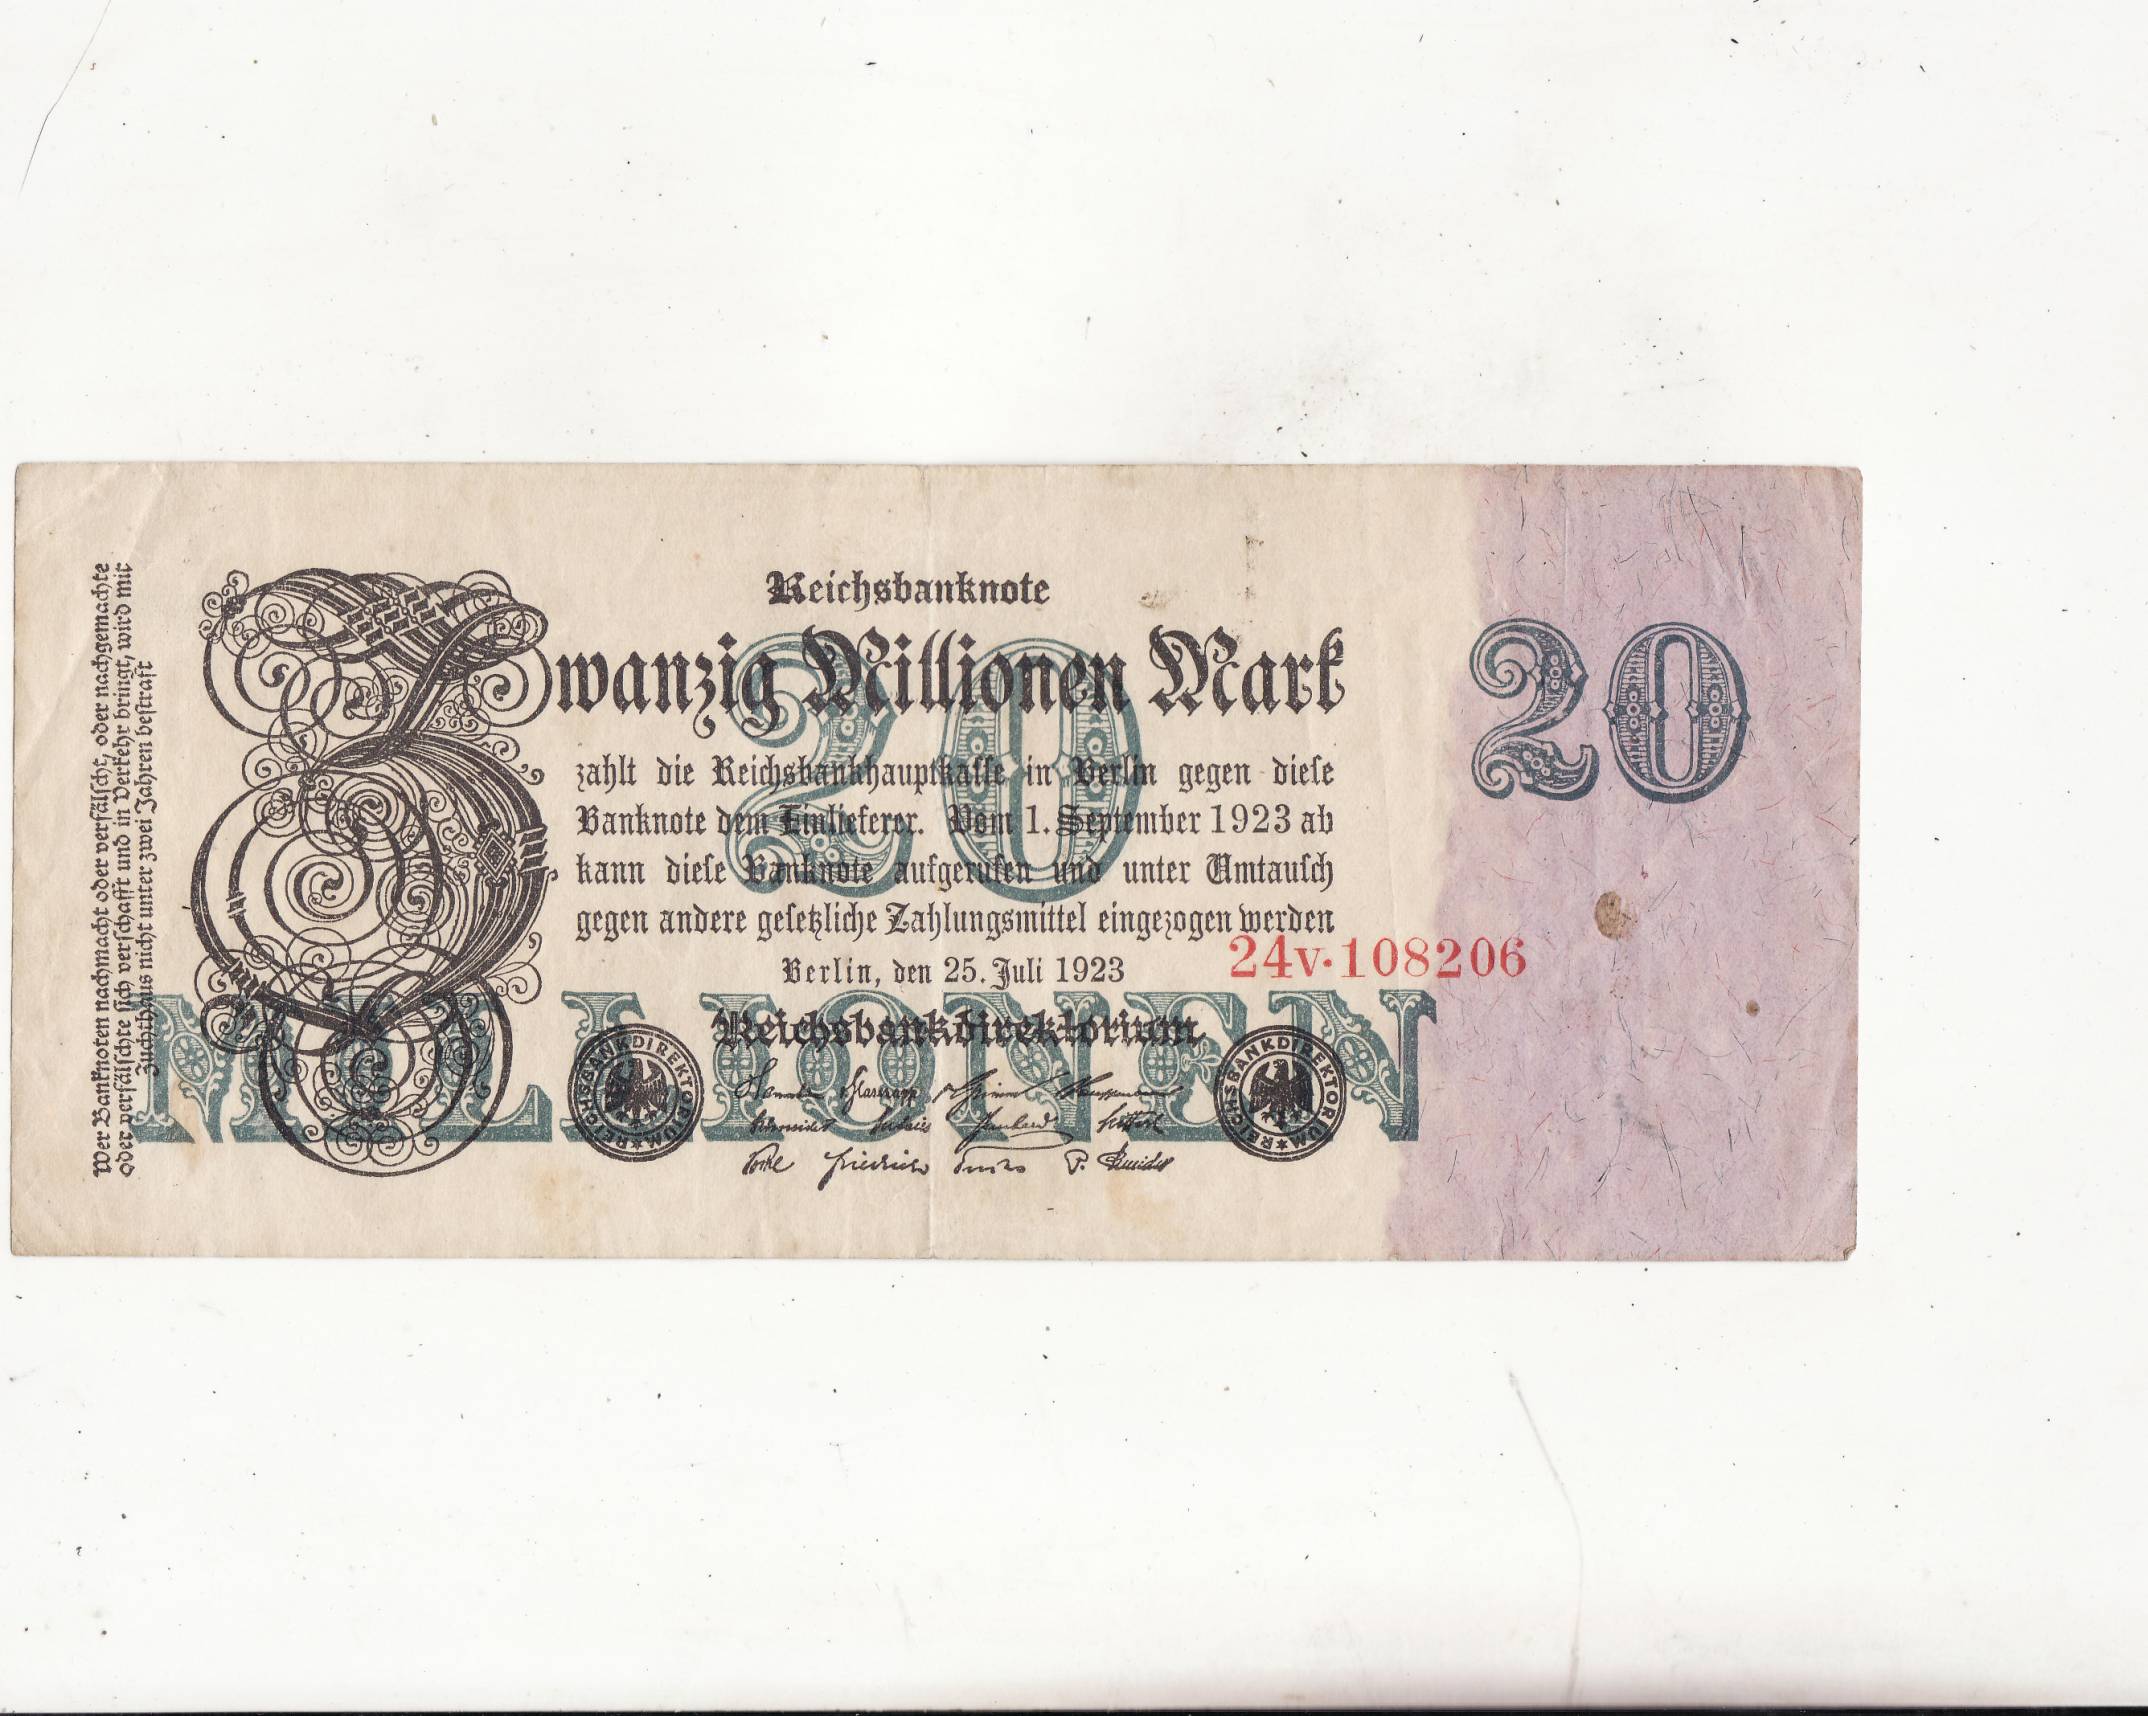 Wer Banknoten nachmacht oder verfälscht, oder nachgemachte
oder verfälschte sich verschafft und in Verkehr bringt, wird mit
Zuchthaus nicht unter zwei Jahren bestraft
Reichsbanknote
Zwanzig Millionen Mark
20
20
zahlt die Reichsbankhauptkasse in Berlin gegen diese
Banknote dem Einlieferer. Vom 1. September 1923 ab
kann diese Banknote aufgerufen und unter Umtausch
gegen andere gesetzliche Zahlungsmittel eingezogen werden
24v·108206
Berlin, den 25. Juli 1923
MILLIONEN
Reichsbankdirektorium
REICHSBANKDIREKTORIUM
REICHSBANKDIREKTORIUM